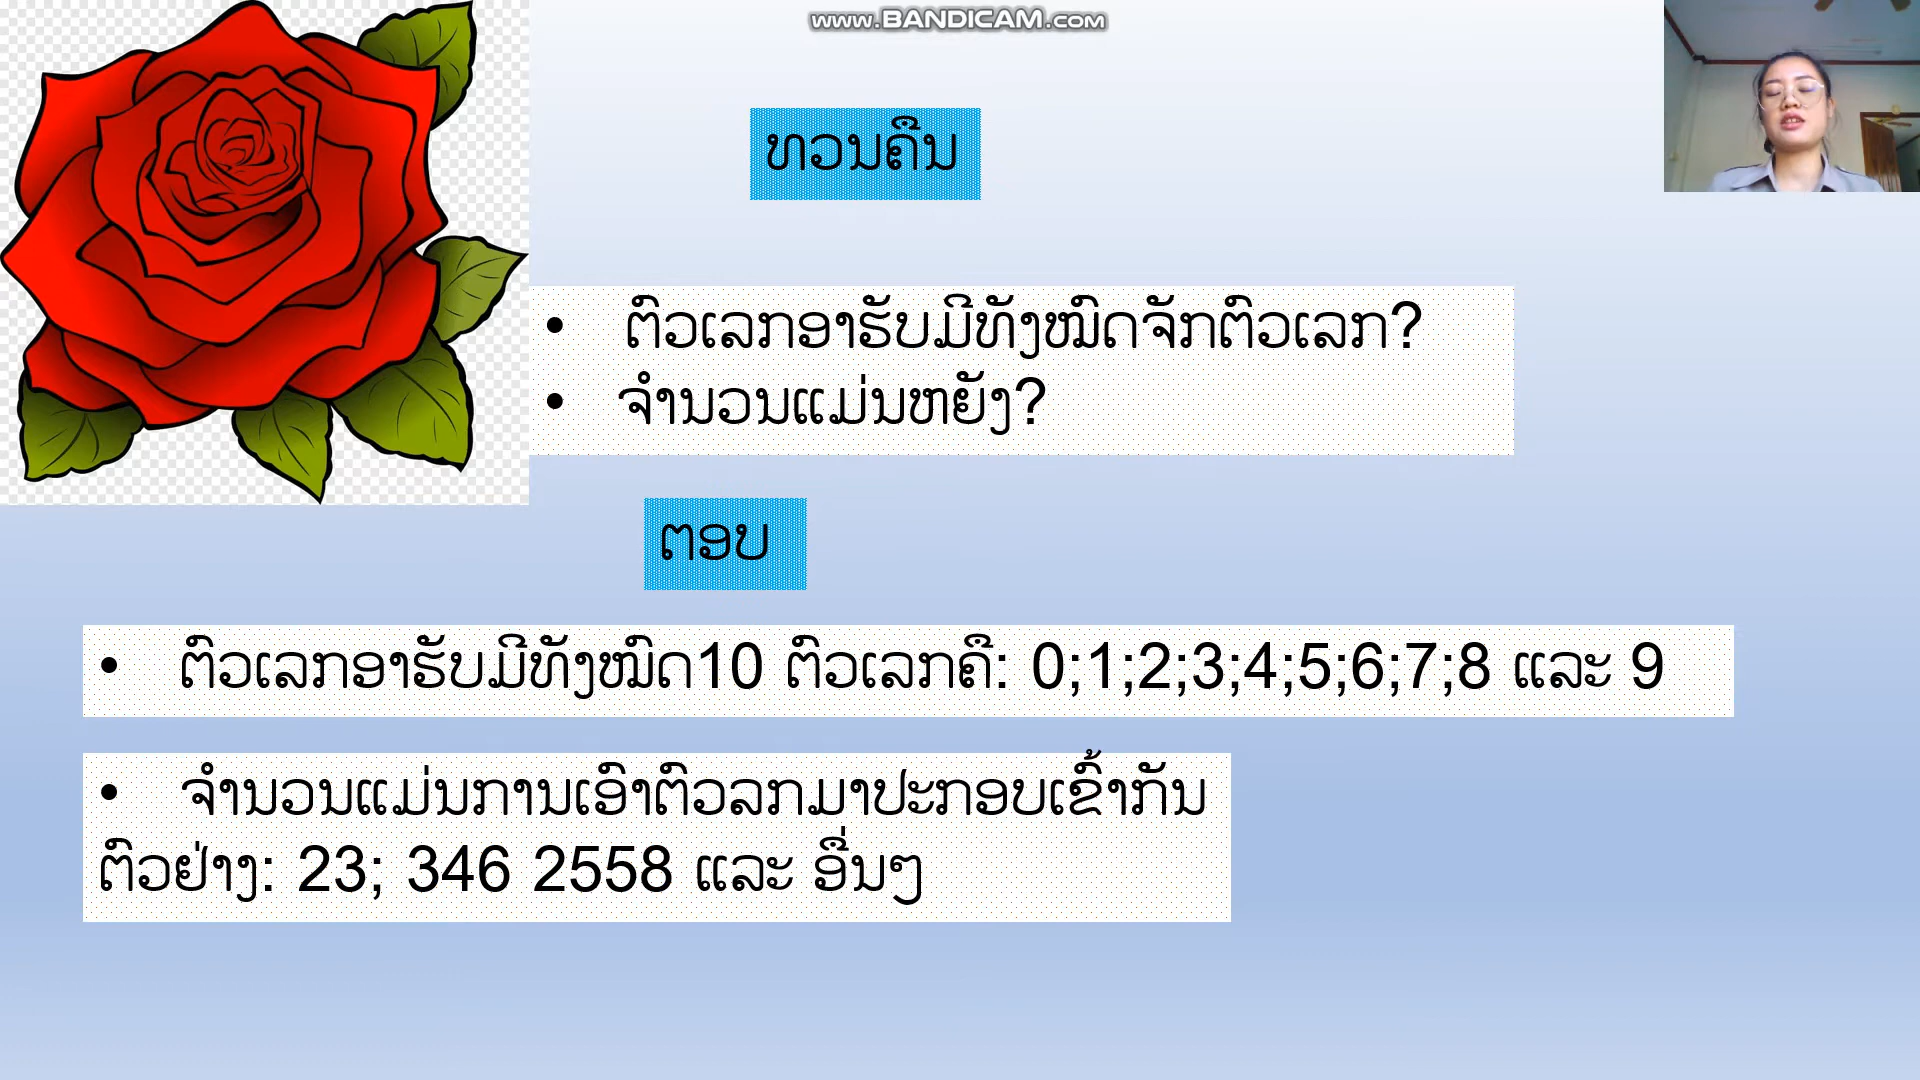 www.BANDICAM.com
ທວນຄືນ
• ຕົວເລກອາຣັບມີທັງໝົດຈັກຕົວເລກ?
• ຈຳນວນແມ່ນຫຍັງ?
ຕອບ
• ຕົວເລກອາຣັບມີທັງໝົດ10 ຕົວເລກຄື: 0;1;2;3;4;5;6;7;8 ແລະ 9
• ຈຳນວນແມ່ນການເອົາຕົວລກມາປະກອບເຂົ້າກັນ
ຕົວຢ່າງ: 23; 346 2558 ແລະ ອື່ນໆ